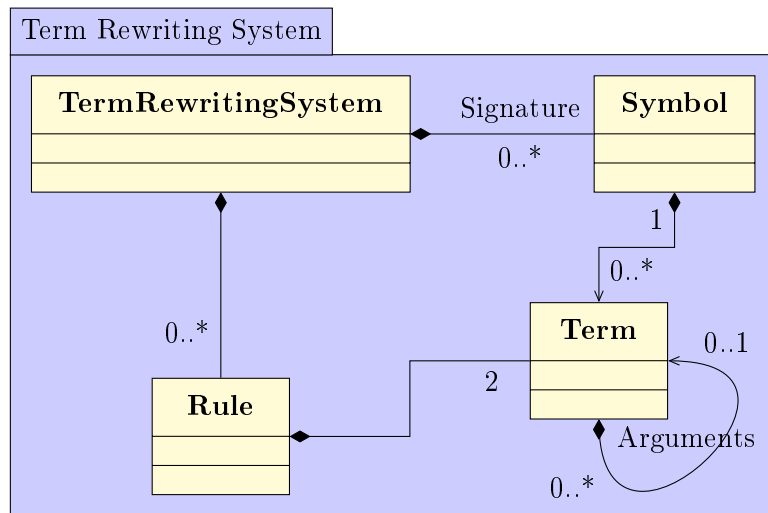 Term Rewriting System
TermRewritingSystem
Signature
0..*
Symbol
1
0..*
0..*
Term
0..1
2
Rule
Arguments
0..*